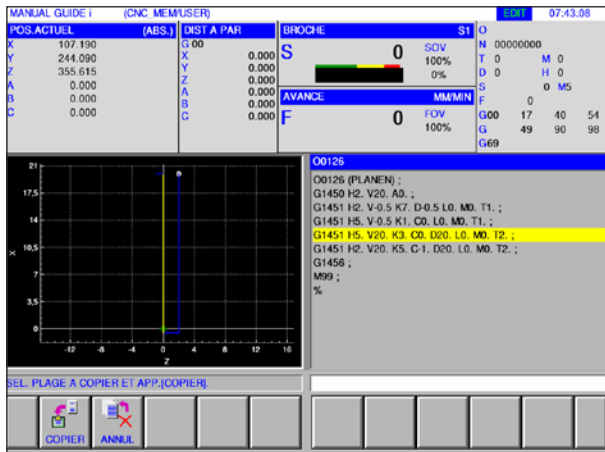 MANUAL GUIDE i (CNC_MEM/USER) EDIT 07:43:08
POS.ACTUEL (ABS.) DIST A PAR BROCHE S1 O
X 107.190 G 00 N 00000000
Y 244.090 X 0.000 S 0 SOV T 0 M 0
Z 355.615 Y 0.000 100% D 0 H 0
A 0.000 Z 0.000 0% S 0 M5
B 0.000 A 0.000 AVANCE MM/MIN F 0
C 0.000 B 0.000 F 0 FOV G00 17 40 54
C 0.000 100% G 49 90 98
G69
O0126
O0126 (PLANEN) ;
G1450 H2. V20. A0. ;
G1451 H2. V-0.5 K7. D-0.5 L0. M0. T1. ;
G1451 H5. V-0.5 K1. C0. L0. M0. T1. ;
G1451 H5. V20. K3. C0. D20. L0. M0. T2. ;
G1451 H2. V20. K5. C-1. D20. L0. M0. T2. ;
G1456 ;
M99 ;
%
21
17,5
14
10,5
7
3,5
0
X
-12 -8 -4 0 4 8 12 16
Z
SEL. PLAGE A COPIER ET APP.[COPIER].
COPIER ANNUL